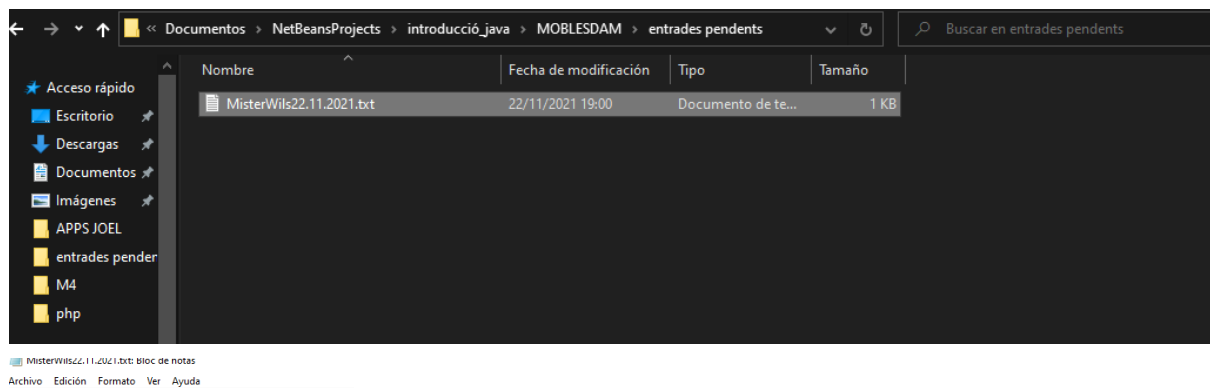 « Documentos > NetBeansProjects > introducció_java > MOBLESDAM > entrades pendents
Buscar en entrades pendents
Nombre Fecha de modificación Tipo Tamaño
Acceso rápido
MisterWils22.11.2021.txt 22/11/2021 19:00 Documento de te... 1 KB
Escritorio
Descargas
Documentos
Imágenes
APPS JOEL
entrades pender
M4
php
MisterWils22.11.2021.txt: Bloc de notas
Archivo Edición Formato Ver Ayuda